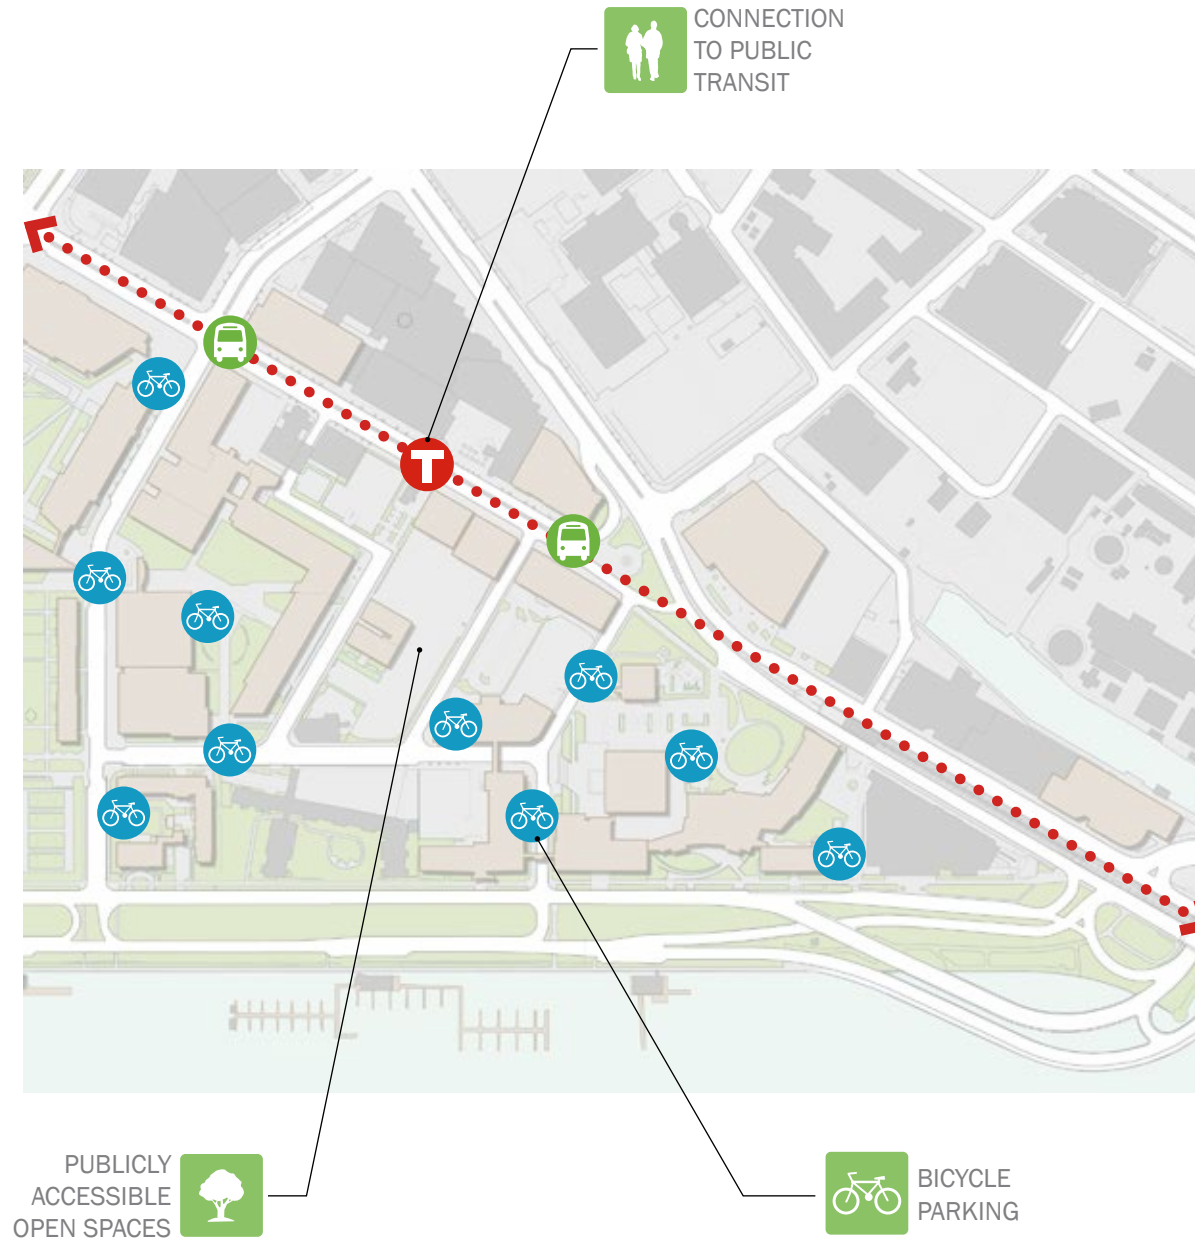 CONNECTION
TO PUBLIC
TRANSIT
T
PUBLICLY
ACCESSIBLE
OPEN SPACES
BICYCLE
PARKING